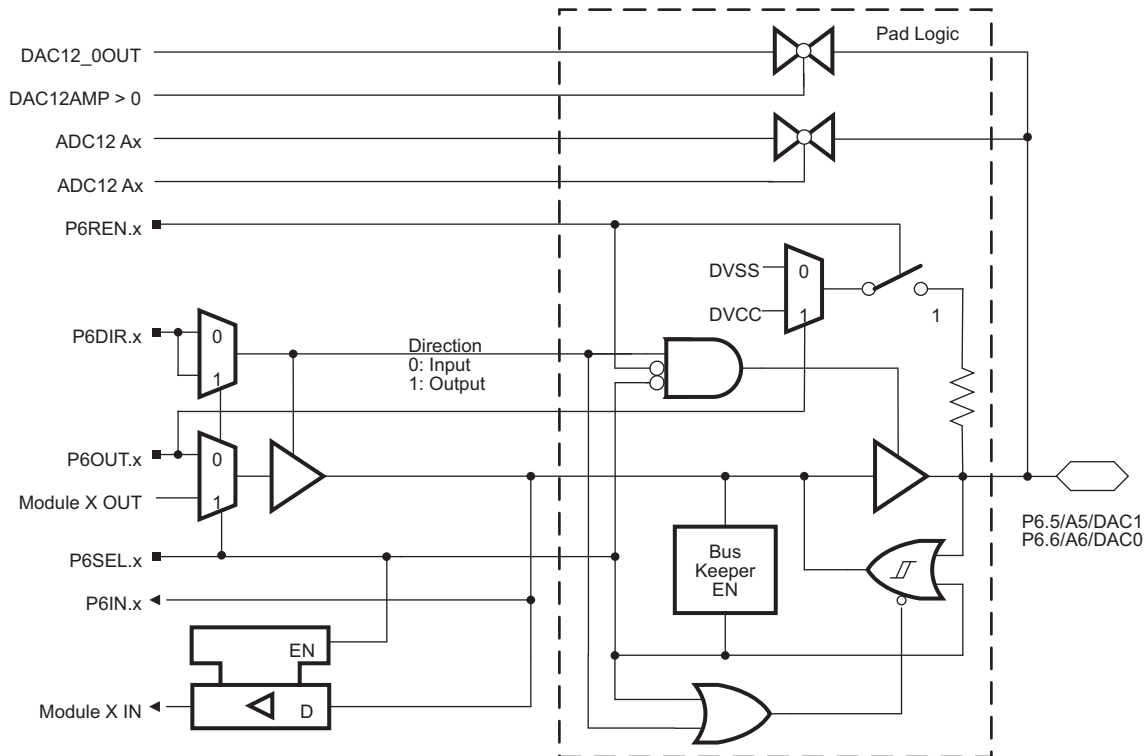 Pad Logic
DAC12_0OUT
DAC12AMP > 0
ADC12 Ax
ADC12 Ax
P6REN.x
DVSS
0
DVCC
1
1
P6DIR.x
0
1
Direction
0: Input
1: Output
P6OUT.x
0
Module X OUT
1
P6SEL.x
P6IN.x
Bus
Keeper
EN
P6.5/A5/DAC1
P6.6/A6/DAC0
EN
D
Module X IN